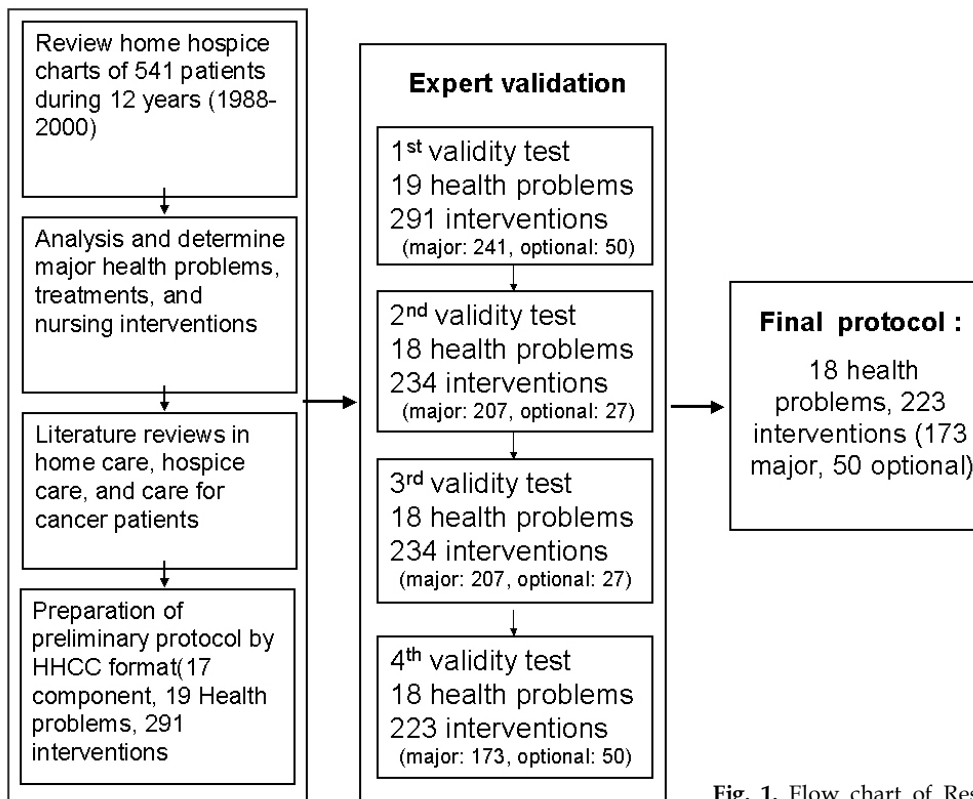 Review home hospice
charts of 541 patients
during 12 years (1988-
2000)
Analysis and determine
major health problems,
treatments, and
nursing interventions
Literature reviews in
home care, hospice
care, and care for
cancer patients
Preparation of
preliminary protocol by
HHCC format(17
component, 19 Health
problems, 291
interventions
Expert validation
1st validity test
19 health problems
291 interventions
(major: 241, optional: 50)
2nd validity test
18 health problems
234 interventions
(major: 207, optional: 27)
3rd validity test
18 health problems
234 interventions
(major: 207, optional: 27)
4th validity test
18 health problems
223 interventions
(major: 173, optional: 50)
Final protocol :
18 health
problems, 223
interventions (173
major, 50 optional)
Fig. 1. Flow chart of